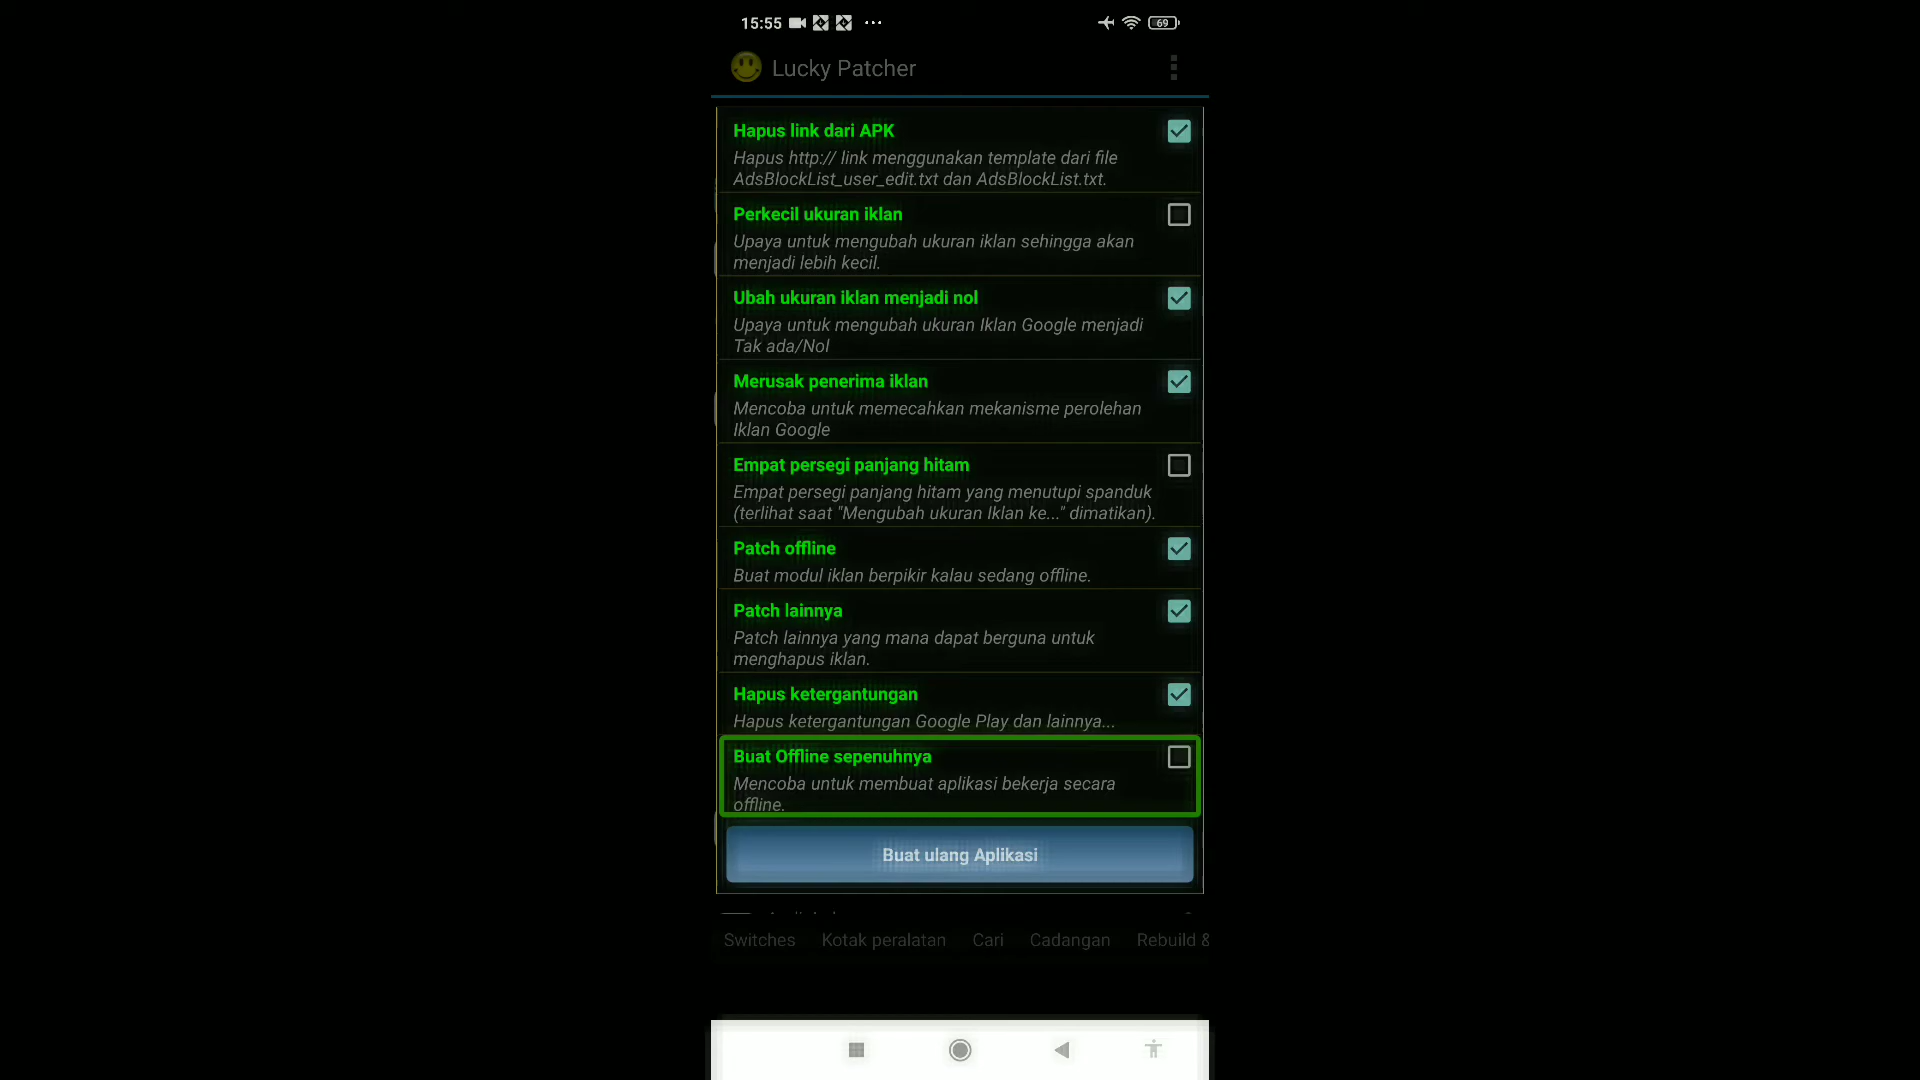 15:55
69
Lucky Patcher
Hapus link dari APK
Hapus http:// link menggunakan template dari file
AdsBlockList_user_edit.txt dan AdsBlockList.txt.
Perkecil ukuran iklan
Upaya untuk mengubah ukuran iklan sehingga akan
menjadi lebih kecil.
Ubah ukuran iklan menjadi nol
Upaya untuk mengubah ukuran Iklan Google menjadi
Tak ada/Nol
Merusak penerima iklan
Mencoba untuk memecahkan mekanisme perolehan
Iklan Google
Empat persegi panjang hitam
Empat persegi panjang hitam yang menutupi spanduk
(terlihat saat "Mengubah ukuran Iklan ke..." dimatikan).
Patch offline
Buat modul iklan berpikir kalau sedang offline.
Patch lainnya
Patch lainnya yang mana dapat berguna untuk
menghapus iklan.
Hapus ketergantungan
Hapus ketergantungan Google Play dan lainnya...
Buat Offline sepenuhnya
Mencoba untuk membuat aplikasi bekerja secara
offline.
Buat ulang Aplikasi
Switches Kotak peralatan Cari Cadangan Rebuild &